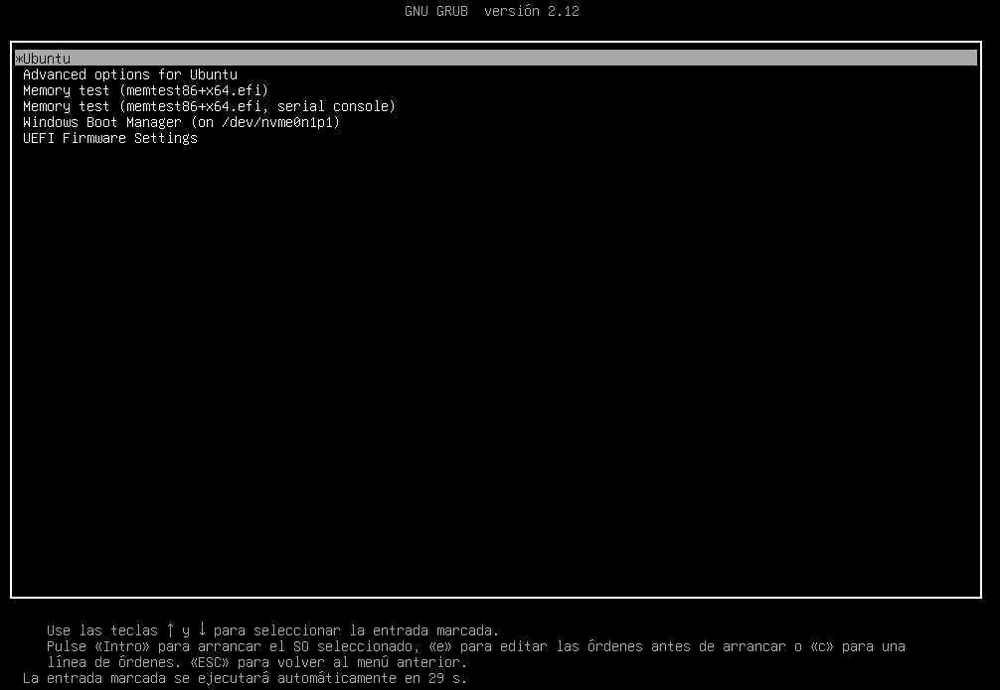 GNU GRUB  versión 2.12
*Ubuntu
Advanced options for Ubuntu
Memory test (memtest86+x64.efi)
Memory test (memtest86+x64.efi, serial console)
Windows Boot Manager (on /dev/nvme0n1p1)
UEFI Firmware Settings
Use las teclas ↑ y ↓ para seleccionar la entrada marcada.
Pulse «Intro» para arrancar el SO seleccionado, «e» para editar las órdenes antes de arrancar o «c» para una
línea de órdenes. «ESC» para volver al menú anterior.
La entrada marcada se ejecutará automáticamente en 29 s.